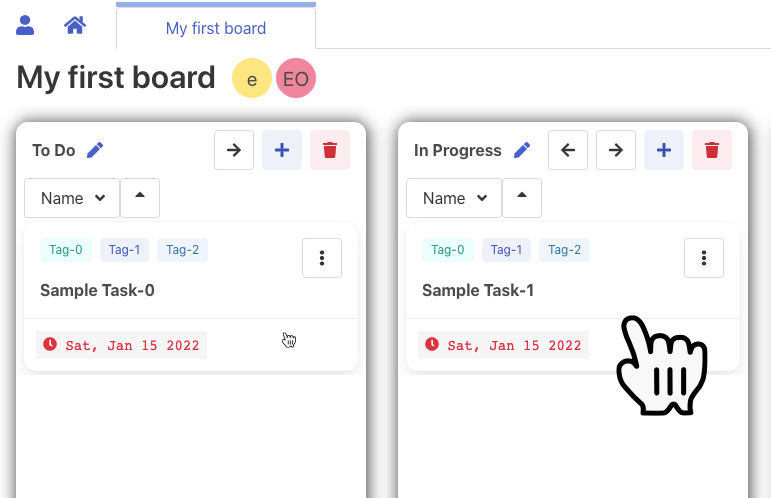 My first board
My first board e EO
To Do
Name
Tag-0 Tag-1 Tag-2
Sample Task-0
Sat, Jan 15 2022
In Progress
Name
Tag-0 Tag-1 Tag-2
Sample Task-1
Sat, Jan 15 2022